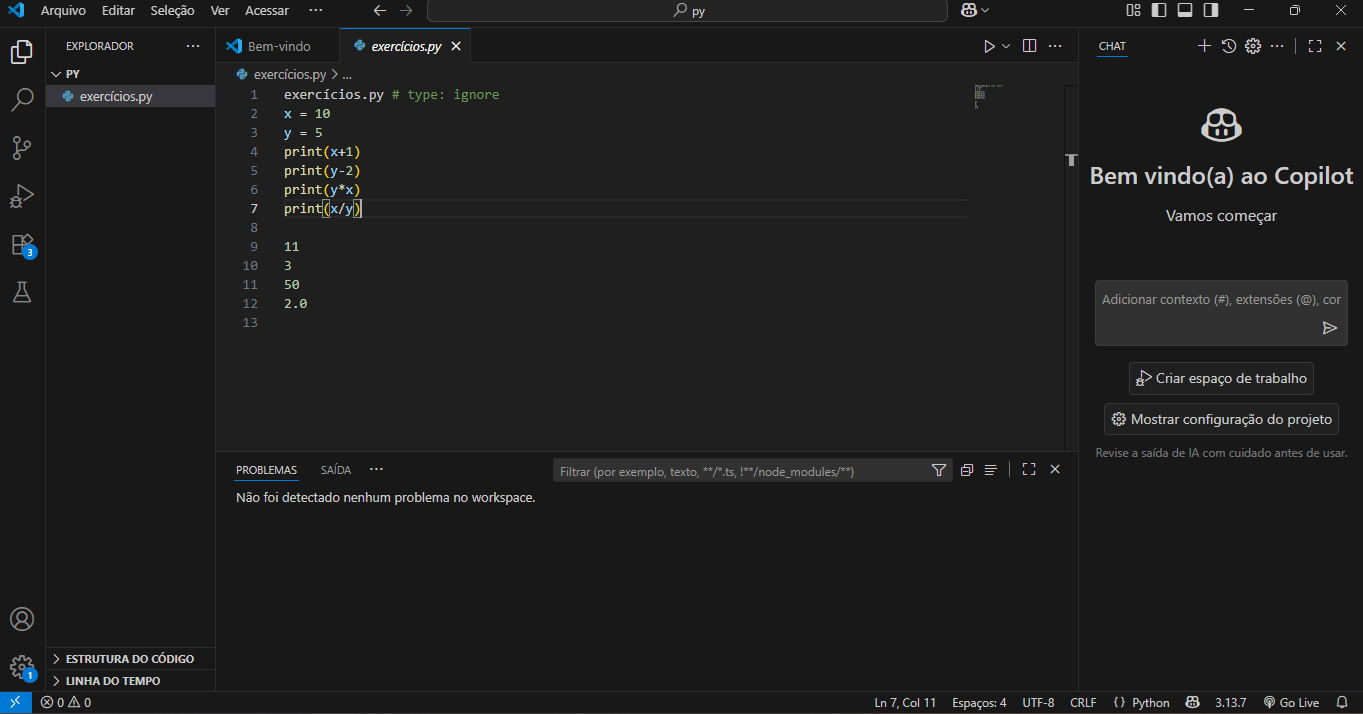 Arquivo Editar Seleção Ver Acessar ··· py
EXPLORADOR ···
PY
exercícios.py
Bem-vindo exercícios.py
exercícios.py > ...
1 exercícios.py # type: ignore
2 x = 10
3 y = 5
4 print(x+1)
5 print(y-2)
6 print(y*x)
7 print(x/y)
8
9 11
10 3
11 50
12 2.0
13
PROBLEMAS SAÍDA ···
Filtrar (por exemplo, texto, **/*.ts, !**/node_modules/**)
Não foi detectado nenhum problema no workspace.
CHAT
Bem vindo(a) ao Copilot
Vamos começar
Adicionar contexto (#), extensões (@), cor
Criar espaço de trabalho
Mostrar configuração do projeto
Revise a saída de IA com cuidado antes de usar.
3
1
ESTRUTURA DO CÓDIGO
LINHA DO TEMPO
0 0 Ln 7, Col 11 Espaços: 4 UTF-8 CRLF {} Python 3.13.7 Go Live